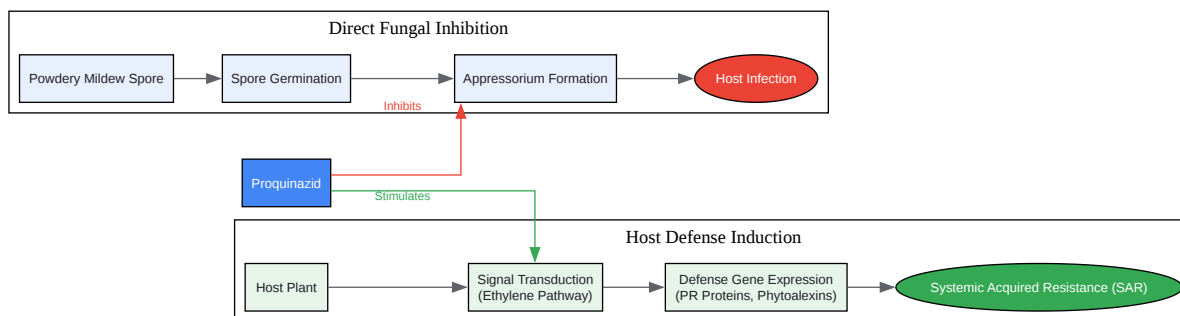 Direct Fungal Inhibition
Powdery Mildew Spore
Spore Germination
Appressorium Formation
Host Infection
Inhibits
Proquinazid
Stimulates
Host Defense Induction
Host Plant
Signal Transduction
(Ethylene Pathway)
Defense Gene Expression
(PR Proteins, Phytoalexins)
Systemic Acquired Resistance (SAR)